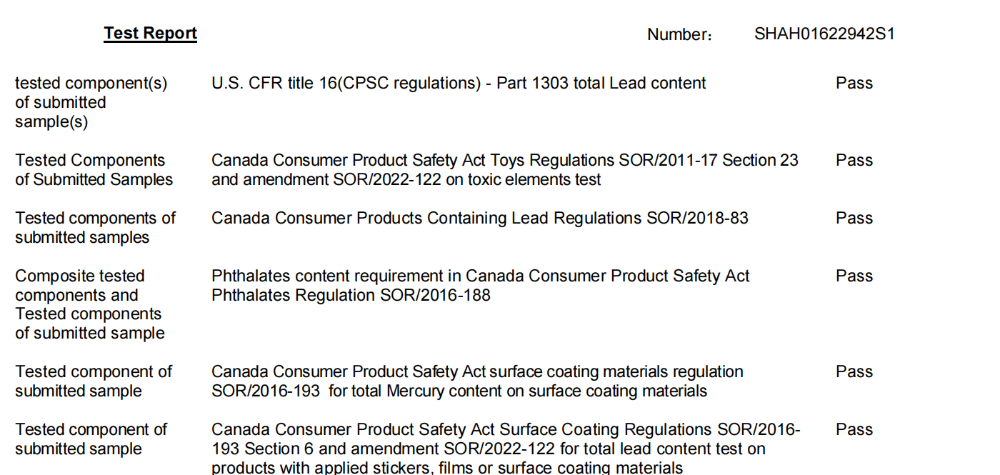 Test Report
Number: SHAH01622942S1
tested component(s)
of submitted
sample(s)
U.S. CFR title 16(CPSC regulations) - Part 1303 total Lead content
Pass
Tested Components
of Submitted Samples
Canada Consumer Product Safety Act Toys Regulations SOR/2011-17 Section 23
and amendment SOR/2022-122 on toxic elements test
Pass
Tested components of
submitted samples
Canada Consumer Products Containing Lead Regulations SOR/2018-83
Pass
Composite tested
components and
Tested components
of submitted sample
Phthalates content requirement in Canada Consumer Product Safety Act
Phthalates Regulation SOR/2016-188
Pass
Tested component of
submitted sample
Canada Consumer Product Safety Act surface coating materials regulation
SOR/2016-193 for total Mercury content on surface coating materials
Pass
Tested component of
submitted sample
Canada Consumer Product Safety Act Surface Coating Regulations SOR/2016-
193 Section 6 and amendment SOR/2022-122 for total lead content test on
products with applied stickers, films or surface coating materials
Pass